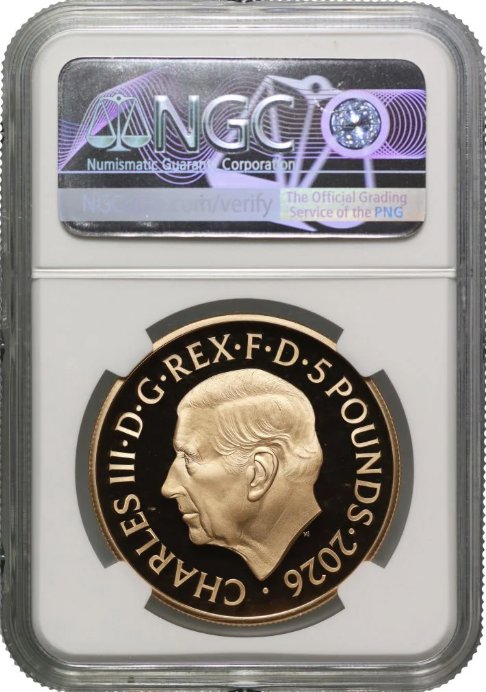 NGC
Numismatic Guaranty Corporation
The Official Grading
Service of the PNG
CHARLES III·D·G·REX·F·D·5 POUNDS·2026·